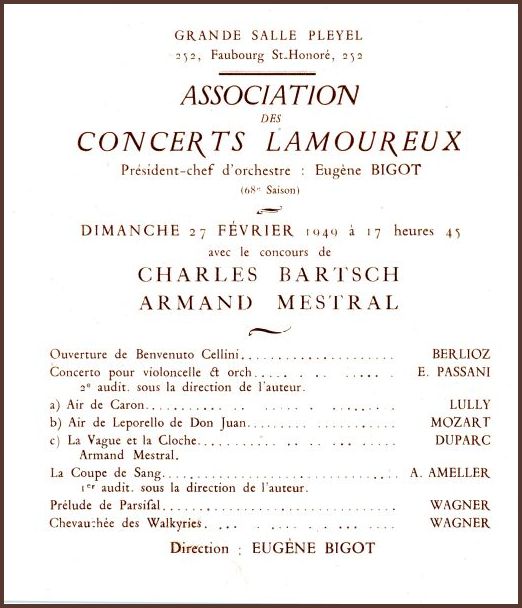 GRANDE SALLE PLEYEL
252, Faubourg St-Honoré, 252
ASSOCIATION
DES
CONCERTS LAMOUREUX
Président-chef d'orchestre : Eugène BIGOT
(68e Saison)
DIMANCHE 27 FÉVRIER 1949 à 17 heures 45
avec le concours de
CHARLES BARTSCH
ARMAND MESTRAL
Ouverture de Benvenuto Cellini. BERLIOZ
Concerto pour violoncelle & orch. E. PASSANI
2e audit. sous la direction de l'auteur.
a) Air de Caron. LULLY
b) Air de Leporello de Don Juan. MOZART
c) La Vague et la Cloche. DUPARC
Armand Mestral.
La Coupe de Sang. A. AMELLER
1er audit. sous la direction de l'auteur.
Prélude de Parsifal. WAGNER
Chevauchée des Walkyries. WAGNER
Direction : EUGÈNE BIGOT